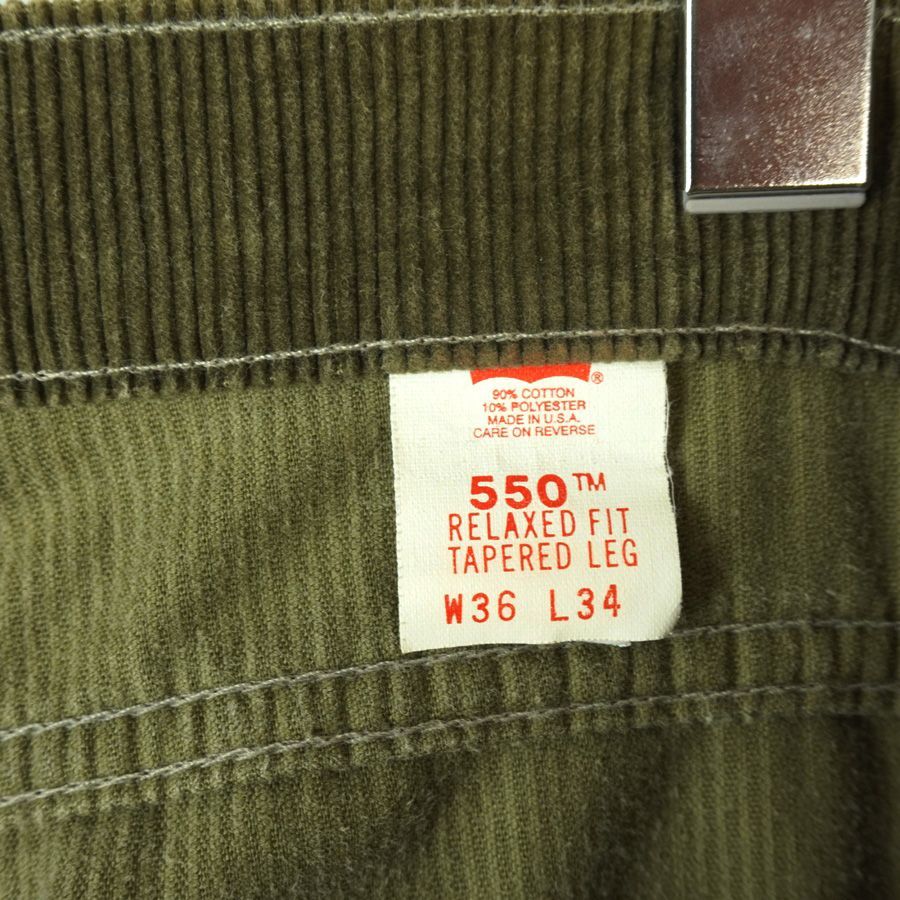 ®
90% COTTON
10% POLYESTER
MADE IN U.S.A.
CARE ON REVERSE
550™
RELAXED FIT
TAPERED LEG
W36 L34